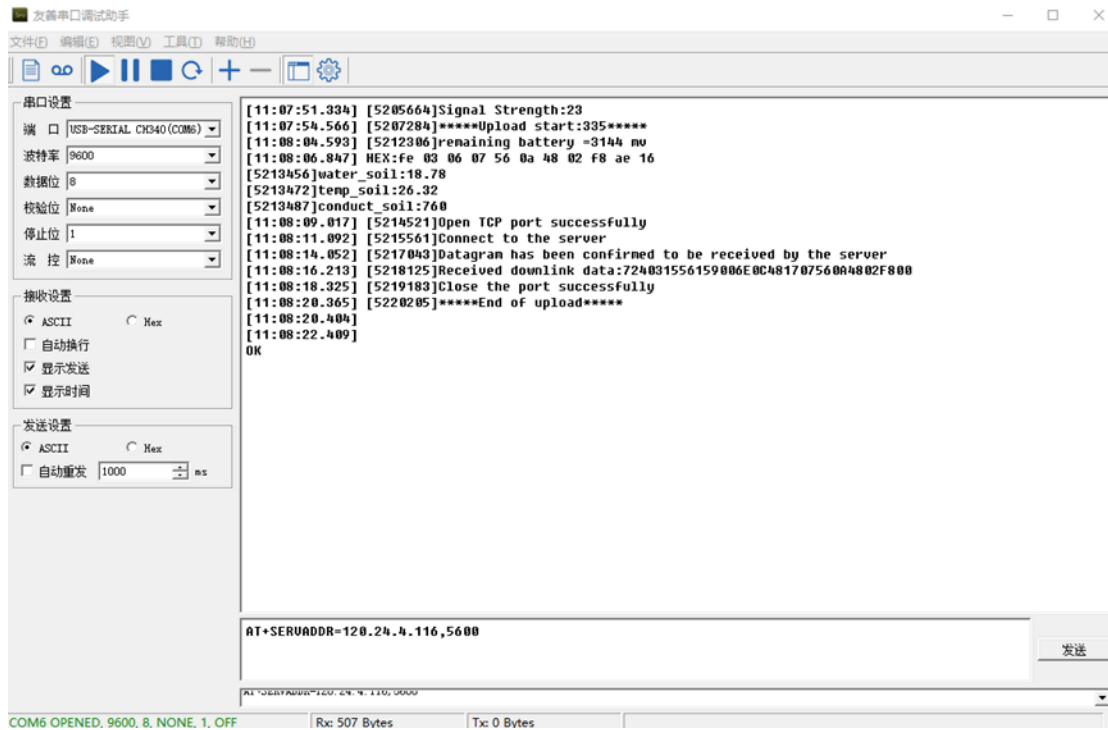 友善串口调试助手
文件(F) 编辑(E) 视图(V) 工具(T) 帮助(H)
串口设置
端 口 USB-SERIAL CH340(COM6)
波特率 9600
数据位 8
校验位 None
停止位 1
流 控 None
接收设置
ASCII Hex
自动换行
显示发送
显示时间
发送设置
ASCII Hex
自动重发 1000 ms
[11:07:51.334] [5205664]Signal Strength:23
[11:07:54.566] [5207284]*****Upload start:335*****
[11:08:04.593] [5212306]remaining battery =3144 mv
[11:08:06.847] HEX:fe 03 06 07 56 0a 48 02 f8 ae 16
[5213456]water_soil:18.78
[5213472]temp_soil:26.32
[5213487]conduct_soil:760
[11:08:09.017] [5214521]Open TCP port successfully
[11:08:11.092] [5215561]Connect to the server
[11:08:14.052] [5217043]Datagram has been confirmed to be received by the server
[11:08:16.213] [5218125]Received downlink data:724031556159006E0C481707560A4802F800
[11:08:18.325] [5219183]Close the port successfully
[11:08:20.365] [5220205]*****End of upload*****
[11:08:20.404]
[11:08:22.409]
OK
AT+SERVADDR=120.24.4.116,5600
发送
AT+SERVADDR=120.24.4.116,5600
COM6 OPENED, 9600, 8, NONE, 1, OFF Rx: 507 Bytes Tx: 0 Bytes